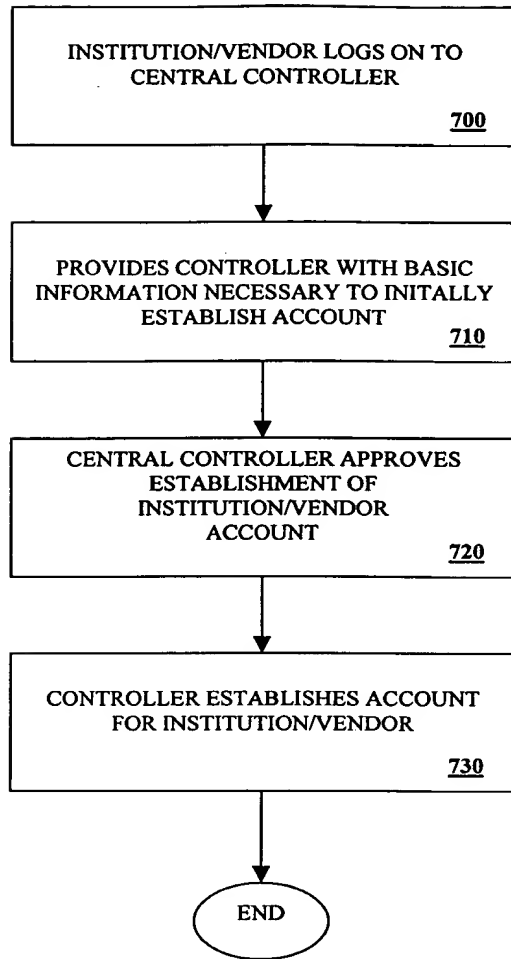 INSTITUTION/VENDOR LOGS ON TO
CENTRAL CONTROLLER
700
PROVIDES CONTROLLER WITH BASIC
INFORMATION NECESSARY TO INITALLY
ESTABLISH ACCOUNT
710
CENTRAL CONTROLLER APPROVES
ESTABLISHMENT OF
INSTITUTION/VENDOR
ACCOUNT
720
CONTROLLER ESTABLISHES ACCOUNT
FOR INSTITUTION/VENDOR
730
END